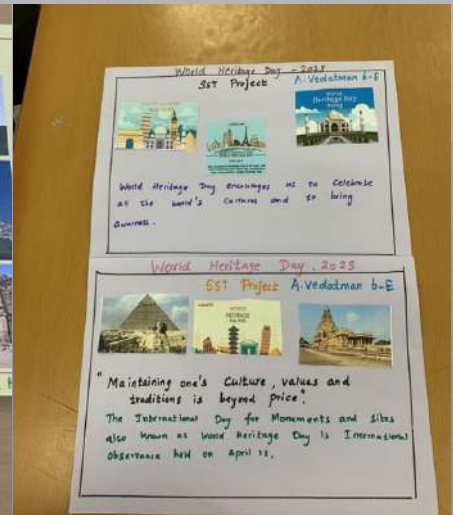 World Heritage Day - 2023
SST Project A. Vedatman 6-E
World
Heritage Day
World Heritage Day encourages us to Celebrate
all the world's Cultures and to bring
awareness.
World Heritage Day - 2023
SST Project A. Vedatman 6-E
WORLD
HERITAGE
"Maintaining one's Culture, values and
traditions is beyond price".
The International Day for Monuments and Sites
also known as World Heritage Day is International
Observance held on April 18.